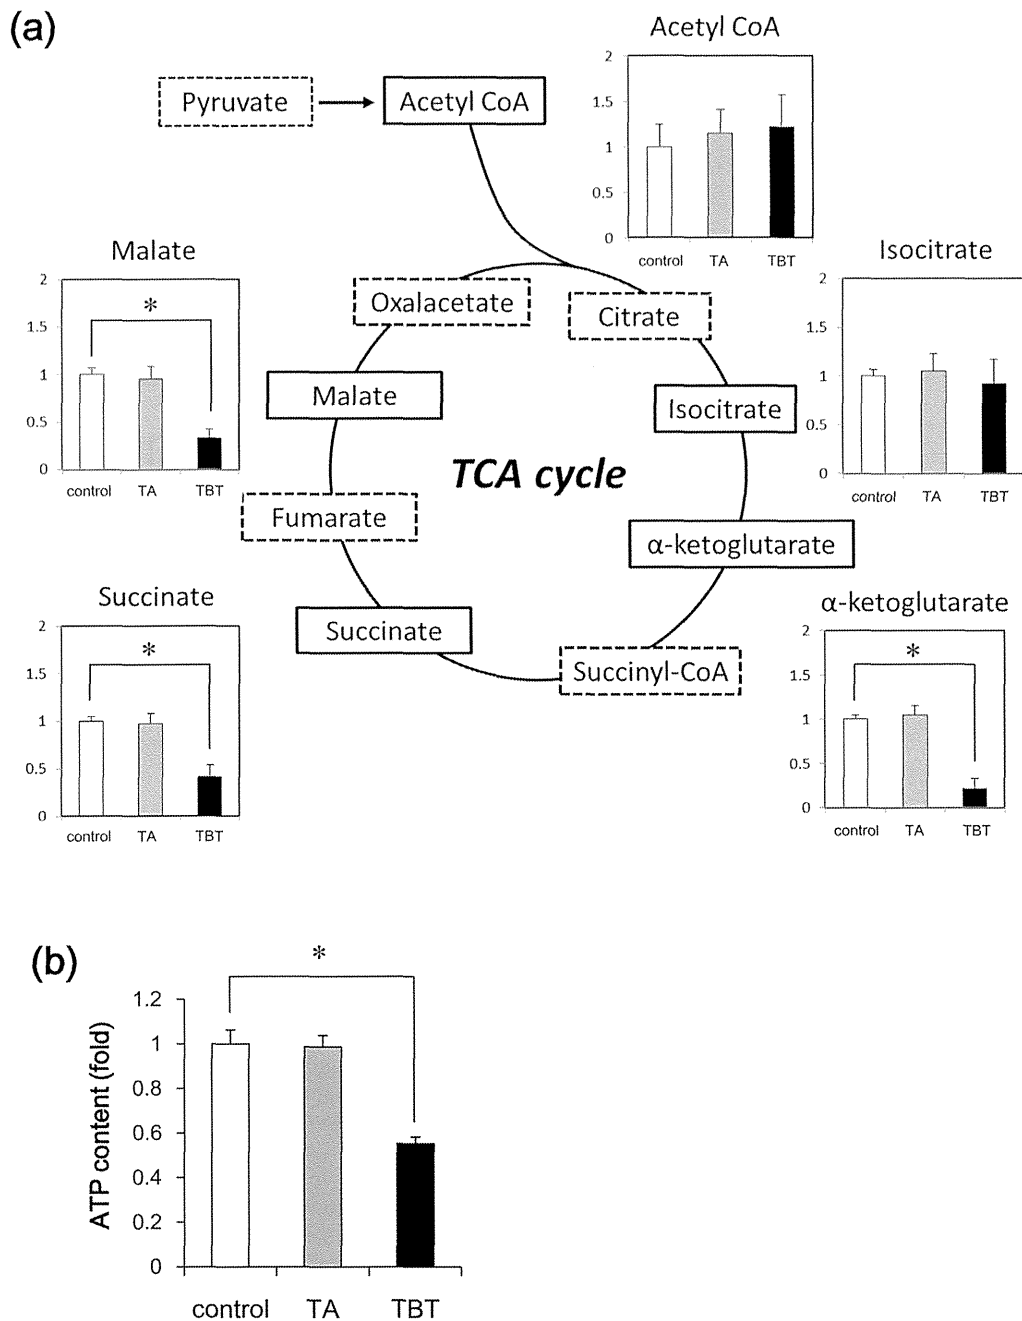 (a)
Acetyl CoA
2
1.5
1
0.5
0
control TA TBT
Pyruvate
Acetyl CoA
Malate
2
1.5
*
1
0.5
0
control TA TBT
Isocitrate
2
1.5
1
0.5
0
control TA TBT
Oxalacetate
Citrate
Malate
Isocitrate
TCA cycle
Fumarate
α-ketoglutarate
Succinate
Succinyl-CoA
Succinate
2
1.5
*
1
0.5
0
control TA TBT
α-ketoglutarate
2
1.5
*
1
0.5
0
control TA TBT
(b)
*
ATP content (fold)
1.2
1
0.8
0.6
0.4
0.2
0
control TA TBT